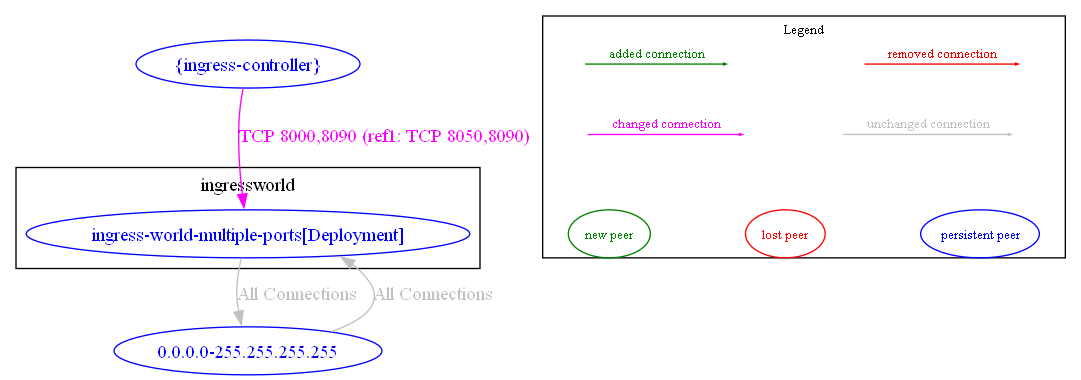 {ingress-controller}
TCP 8000,8090 (ref1: TCP 8050,8090)
ingressworld
ingress-world-multiple-ports[Deployment]
All Connections
All Connections
0.0.0.0-255.255.255.255
Legend
added connection
removed connection
changed connection
unchanged connection
new peer
lost peer
persistent peer